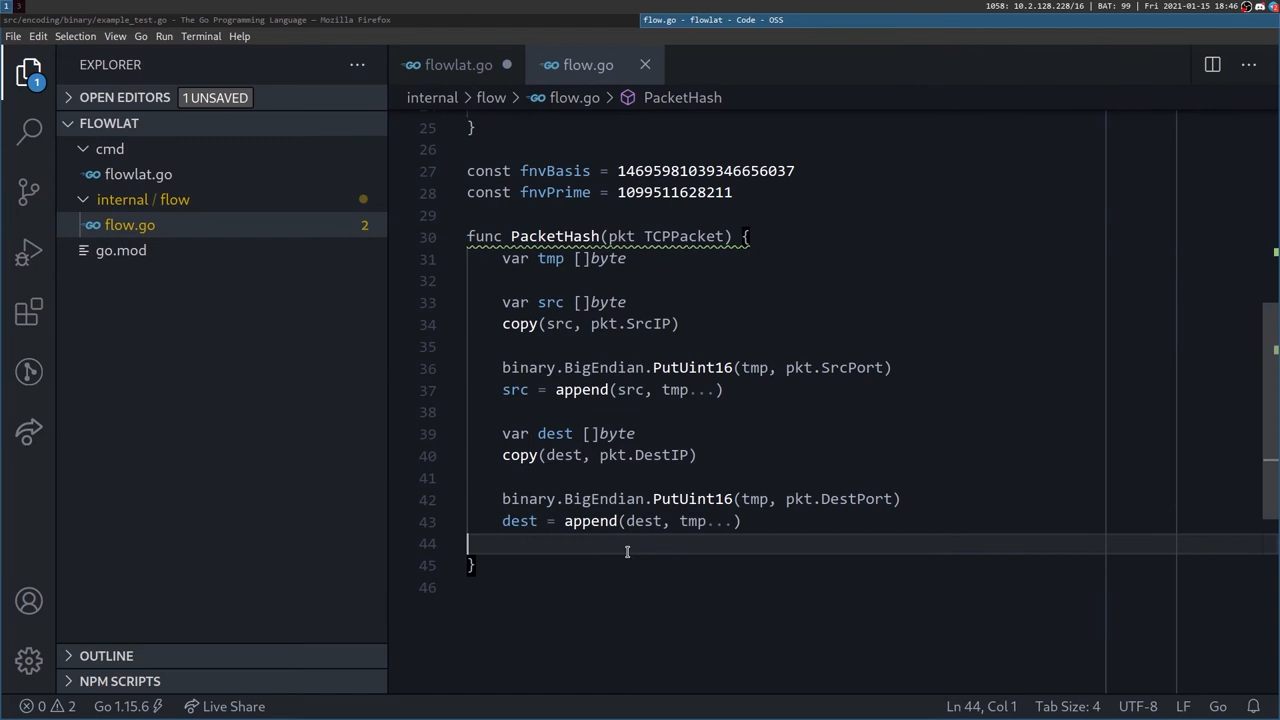 1 3 1058: 10.2.128.228/16 | BAT: 99 | Fri 2021-01-15 18:46
src/encoding/binary/example_test.go - The Go Programming Language — Mozilla Firefox
flow.go - flowlat - Code - OSS
File Edit Selection View Go Run Terminal Help
EXPLORER
1
OPEN EDITORS 1 UNSAVED
FLOWLAT
cmd
flowlat.go
internal / flow
flow.go 2
go.mod
OUTLINE
NPM SCRIPTS
flowlat.go
flow.go
internal > flow > flow.go > PacketHash
25 }
26
27 const fnvBasis = 14695981039346656037
28 const fnvPrime = 1099511628211
29
30 func PacketHash(pkt TCPPacket) {
31 var tmp []byte
32
33 var src []byte
34 copy(src, pkt.SrcIP)
35
36 binary.BigEndian.PutUint16(tmp, pkt.SrcPort)
37 src = append(src, tmp...)
38
39 var dest []byte
40 copy(dest, pkt.DestIP)
41
42 binary.BigEndian.PutUint16(tmp, pkt.DestPort)
43 dest = append(dest, tmp...)
44
45 }
46
0 2 Go 1.15.6 Live Share Ln 44, Col 1 Tab Size: 4 UTF-8 LF Go